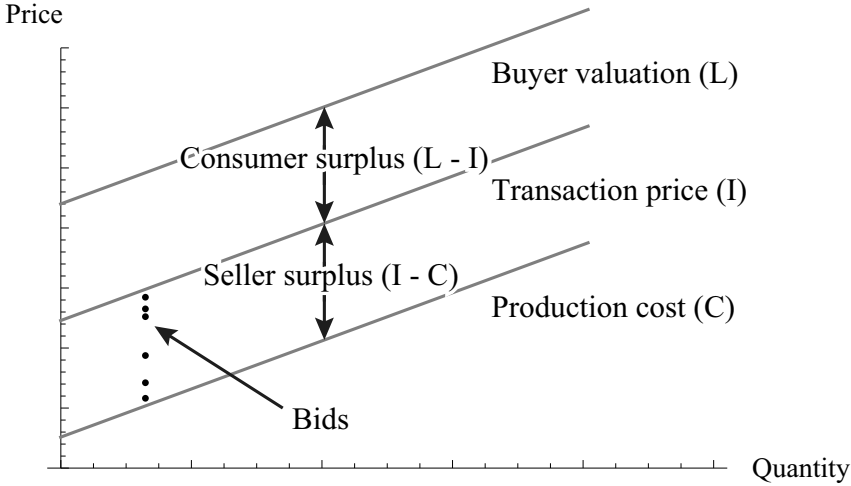 Price
Buyer valuation (L)
Consumer surplus (L - I)
Transaction price (I)
Seller surplus (I - C)
Production cost (C)
Bids
Quantity